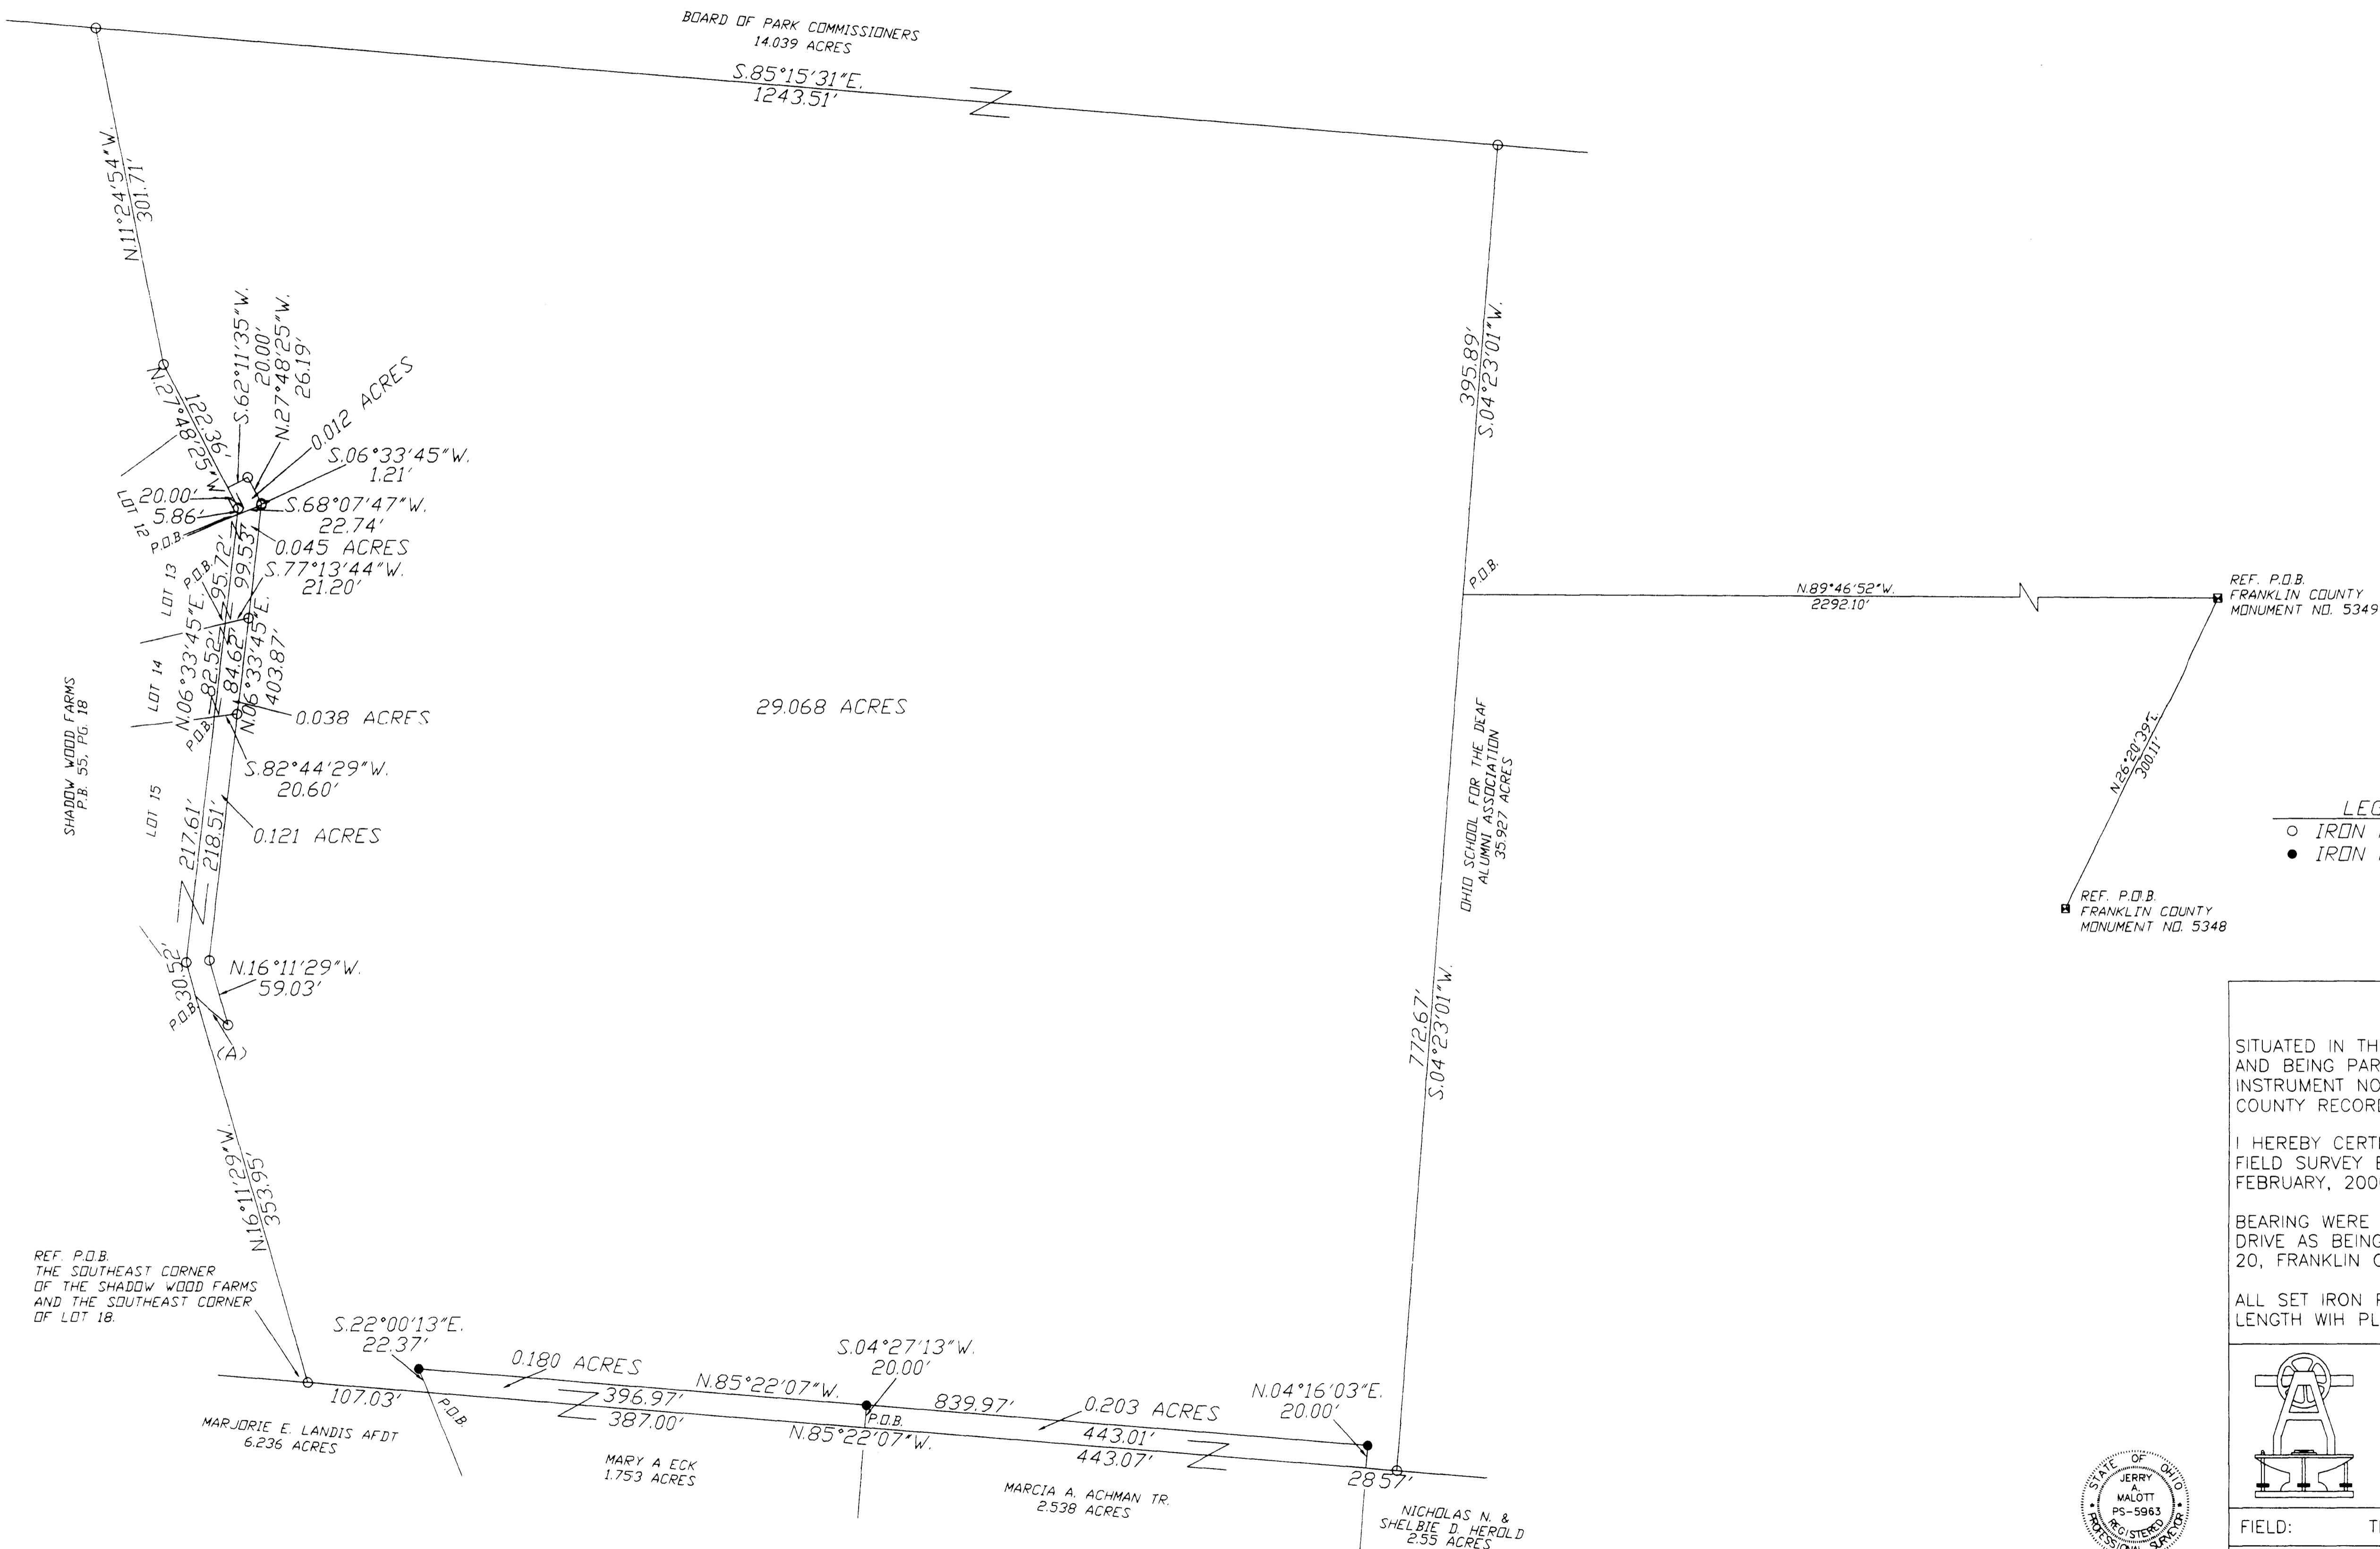 BOARD OF PARK COMMISSIONERS
14.039 ACRES
S.85°15'31"E.
1243.51'
N.11°24'54"W.
301.71'
S.62°11'35"W.
20.00'
N.27°48'25"W.
26.19'
0.012 ACRES
N.27°48'25"W
122.36'
S.06°33'45"W.
1.21'
LOT 12
20.00'
5.86'
P.O.B.
S.68°07'47"W.
22.74'
0.045 ACRES
LOT 13
P.O.B.
95.72'
99.53'
S.77°13'44"W.
21.20'
LOT 14
N.06°33'45"E.
82.52'
84.62'
N.06°33'45"E.
403.87'
P.O.B.
0.038 ACRES
S.82°44'29"W.
20.60'
SHADOW WOOD FARMS
P.B. 55, PG. 18
LOT 15
217.61'
218.51'
0.121 ACRES
30.52'
N.16°11'29"W.
59.03'
P.O.B.
(A)
N.16°11'29"W.
353.95'
29.068 ACRES
395.89'
S.04°23'01"W.
P.O.B.
N.89°46'52"W.
2292.10'
REF. P.O.B.
FRANKLIN COUNTY
MONUMENT NO. 5349
N.26°20'39"E.
300.11'
REF. P.O.B.
FRANKLIN COUNTY
MONUMENT NO. 5348
OHIO SCHOOL FOR THE DEAF
ALUMNI ASSOCIATION
35.927 ACRES
772.67'
S.04°23'01"W.
LEG
IRON
IRON
REF. P.O.B.
THE SOUTHEAST CORNER
OF THE SHADOW WOOD FARMS
AND THE SOUTHEAST CORNER
OF LOT 18.
S.22°00'13"E.
22.37'
0.180 ACRES
N.85°22'07"W.
S.04°27'13"W.
20.00'
839.97'
0.203 ACRES
N.04°16'03"E.
20.00'
107.03'
P.O.B.
396.97'
387.00'
P.O.B.
N.85°22'07"W.
443.01'
443.07'
28.57'
MARJORIE E. LANDIS AFDT
6.236 ACRES
MARY A ECK
1.753 ACRES
MARCIA A. ACHMAN TR.
2.538 ACRES
NICHOLAS N. &
SHELBIE D. HEROLD
2.55 ACRES
SITUATED IN TH
AND BEING PAR
INSTRUMENT NO
COUNTY RECOR
I HEREBY CERT
FIELD SURVEY
FEBRUARY, 200
BEARING WERE
DRIVE AS BEING
20, FRANKLIN
ALL SET IRON
LENGTH WIH PL
STATE OF OHIO
JERRY
A.
MALOTT
PS-5963
REGISTERED
PROFESSIONAL SURVEYOR
FIELD: